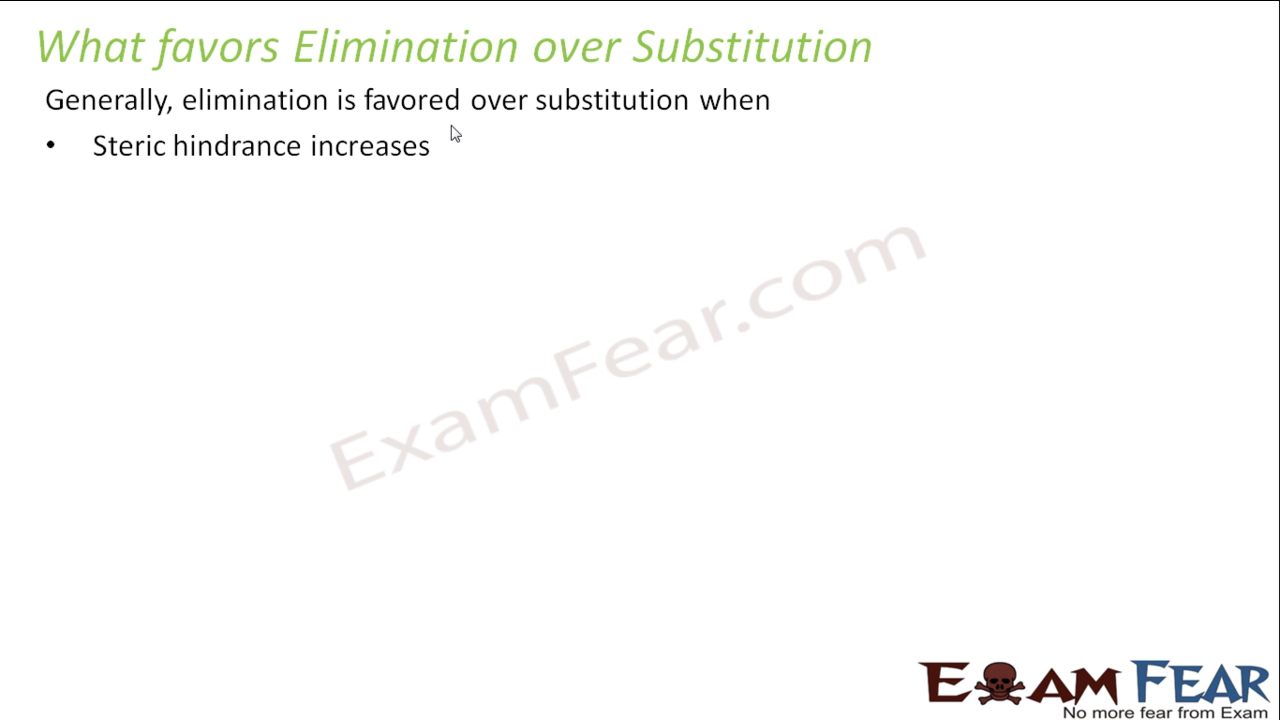 What favors Elimination over Substitution
Generally, elimination is favored over substitution when
• Steric hindrance increases
ExamFear.com
EXAM FEAR
No more fear from Exam